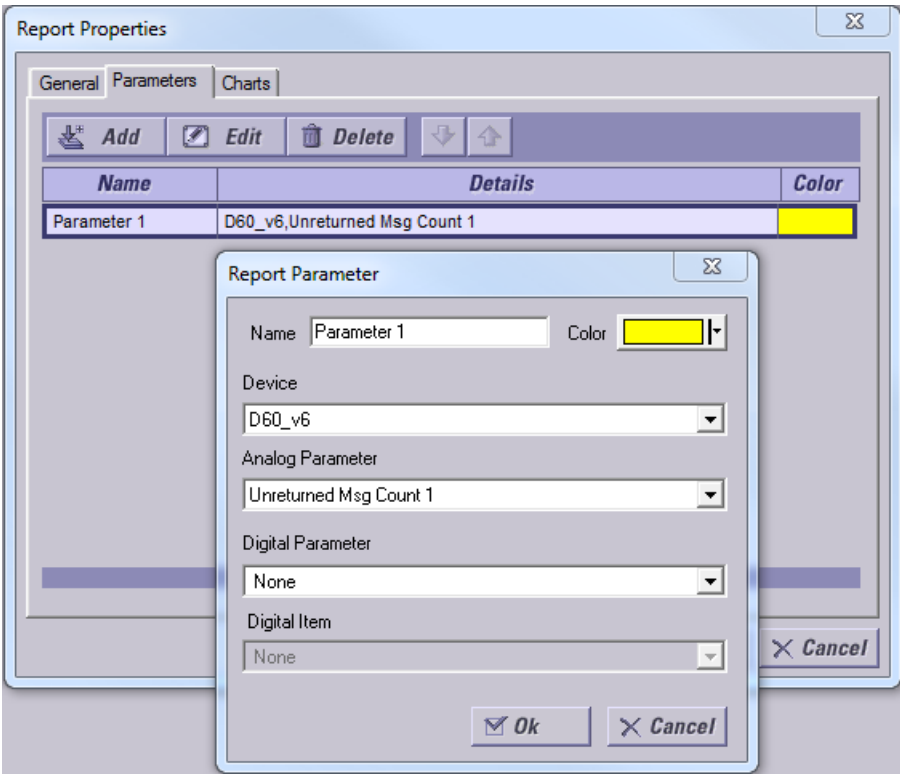 Report Properties
General Parameters Charts
Add Edit Delete
Name Details Color
Parameter 1 D60_v6,Unreturned Msg Count 1
Report Parameter
Name Parameter 1 Color
Device
D60_v6
Analog Parameter
Unreturned Msg Count 1
Digital Parameter
None
Digital Item
None
Cancel
Ok Cancel